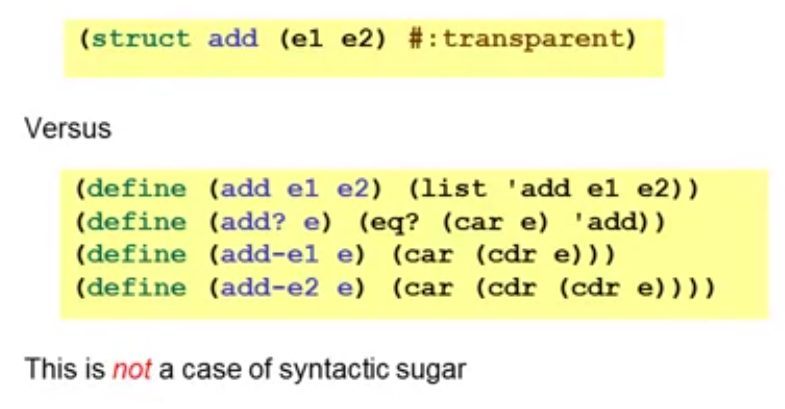 (struct add (e1 e2) #:transparent)
Versus
(define (add e1 e2) (list 'add e1 e2))
(define (add? e) (eq? (car e) 'add))
(define (add-e1 e) (car (cdr e)))
(define (add-e2 e) (car (cdr (cdr e))))
This is not a case of syntactic sugar